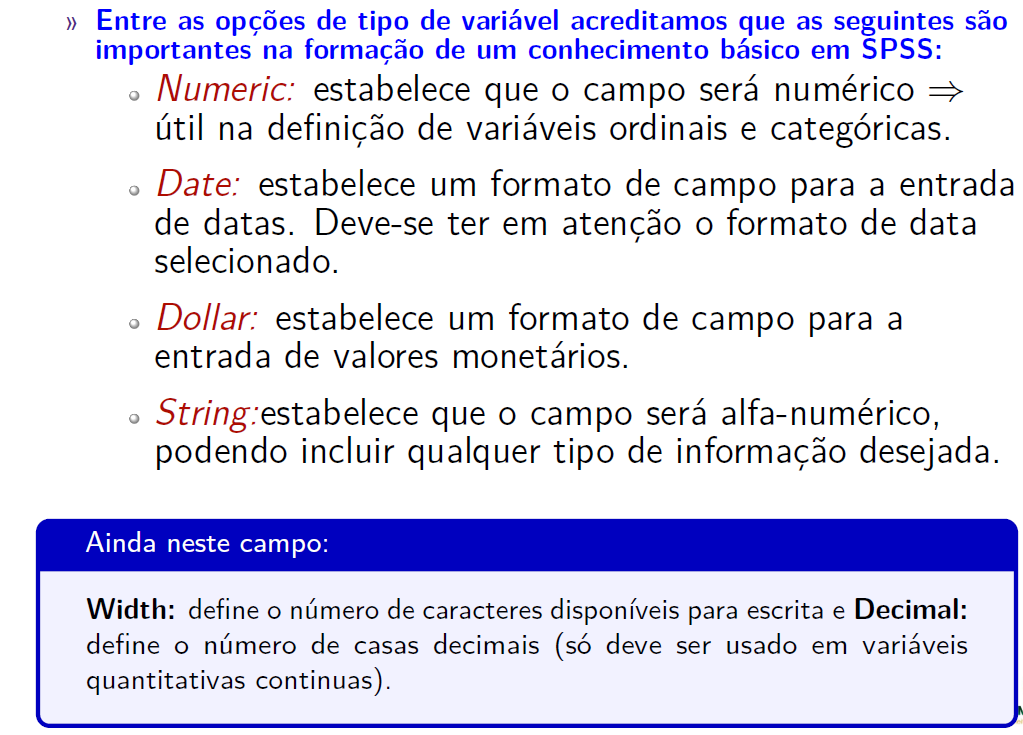 » Entre as opções de tipo de variável acreditamos que as seguintes são
importantes na formação de um conhecimento básico em SPSS:
Numeric: estabelece que o campo será numérico ⇒
útil na definição de variáveis ordinais e categóricas.
Date: estabelece um formato de campo para a entrada
de datas. Deve-se ter em atenção o formato de data
selecionado.
Dollar: estabelece um formato de campo para a
entrada de valores monetários.
String:estabelece que o campo será alfa-numérico,
podendo incluir qualquer tipo de informação desejada.
Ainda neste campo:
Width: define o número de caracteres disponíveis para escrita e Decimal:
define o número de casas decimais (só deve ser usado em variáveis
quantitativas continuas).